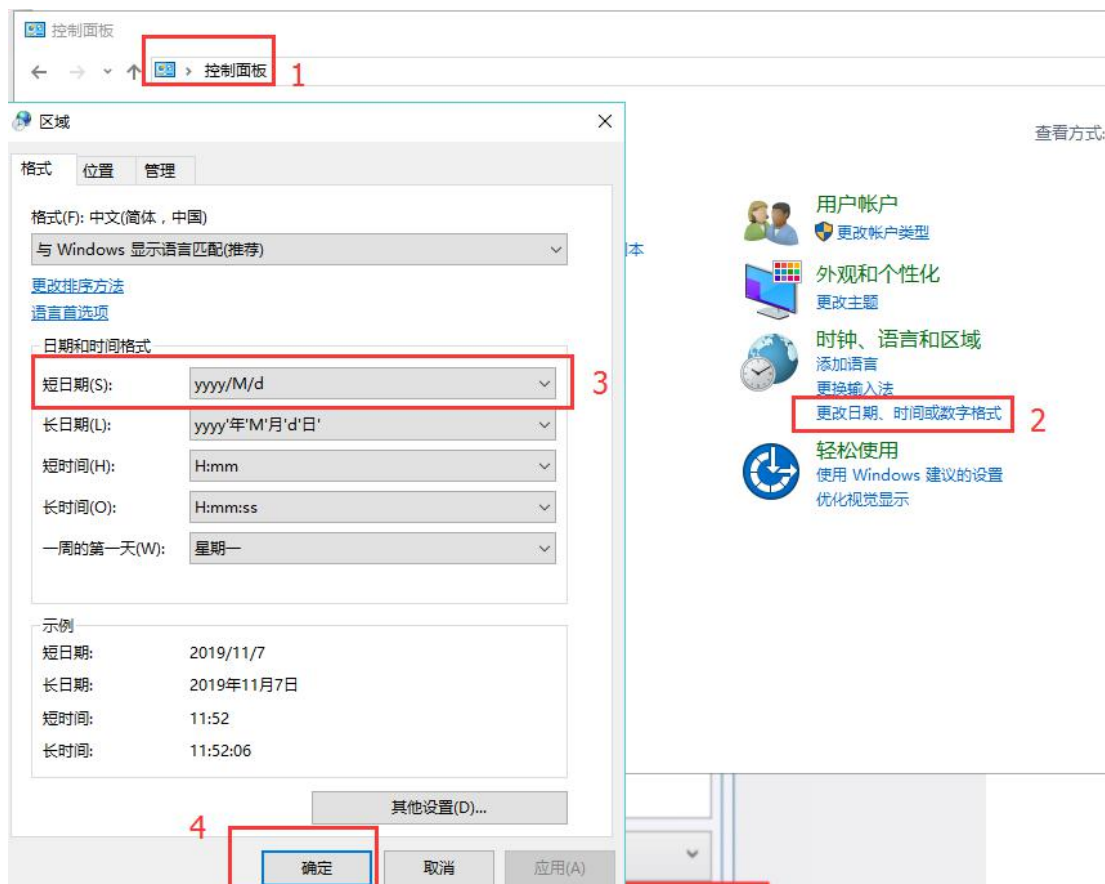 控制面板
控制面板
1
区域
查看方式:
格式
位置
管理
格式(F): 中文(简体，中国)
与 Windows 显示语言匹配(推荐)
更改排序方法
语言首选项
日期和时间格式
短日期(S):
yyyy/M/d
3
长日期(L):
yyyy'年'M'月'd'日'
短时间(H):
H:mm
长时间(O):
H:mm:ss
一周的第一天(W):
星期一
示例
短日期:
2019/11/7
长日期:
2019年11月7日
短时间:
11:52
长时间:
11:52:06
其他设置(D)...
4
确定
取消
应用(A)
本
用户帐户
更改帐户类型
外观和个性化
更改主题
时钟、语言和区域
添加语言
更换输入法
更改日期、时间或数字格式
2
轻松使用
使用 Windows 建议的设置
优化视觉显示